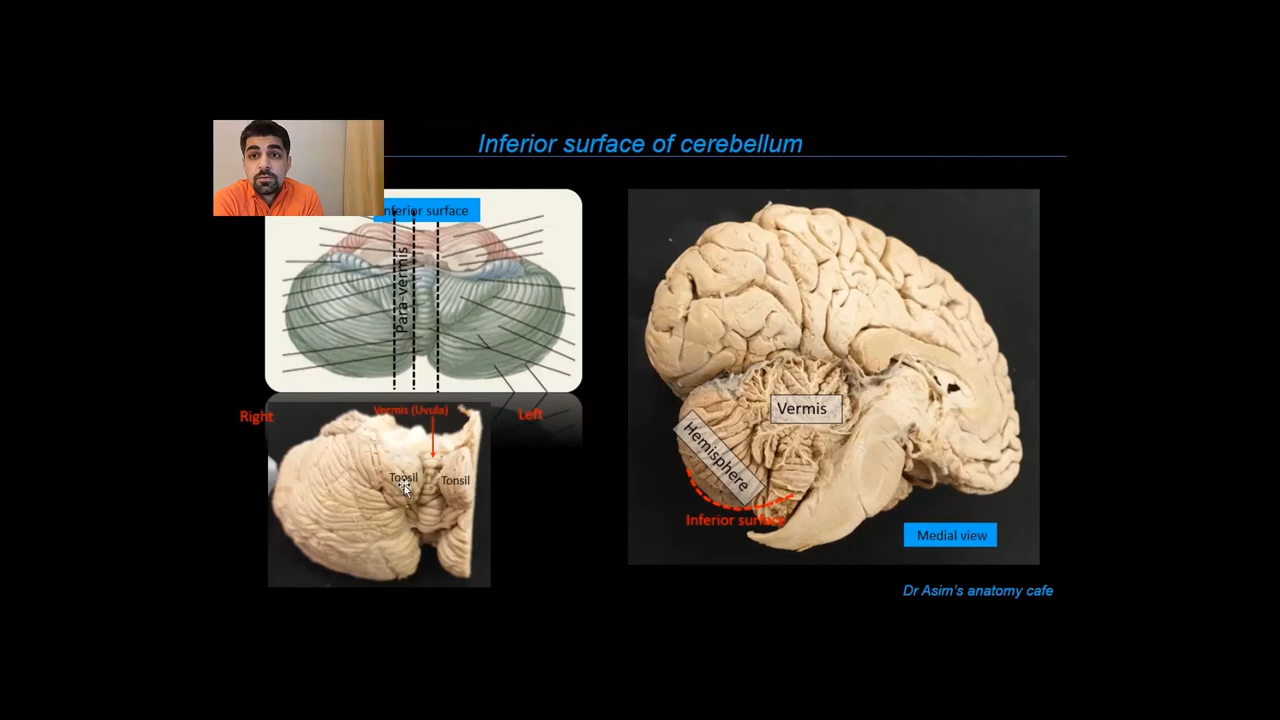 Inferior surface of cerebellum
Inferior surface
Para-vermis
Right
Vermis (Uvula)
Left
Tonsil
Tonsil
Vermis
Hemisphere
Inferior surface
Medial view
Dr Asim's anatomy cafe